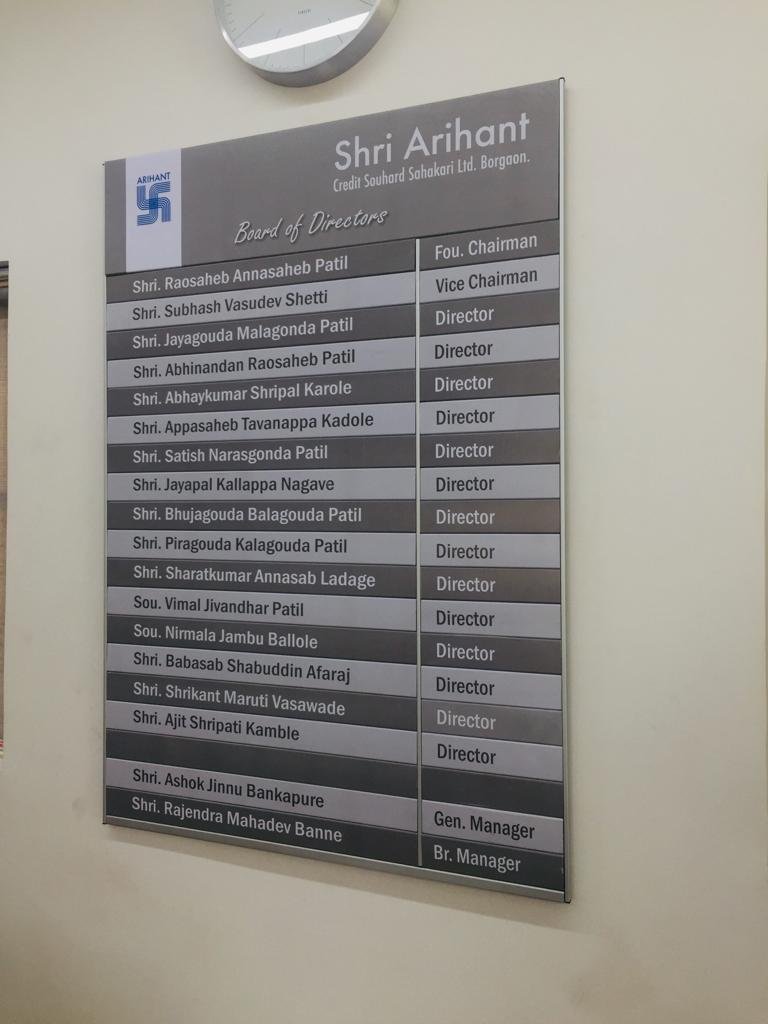 ARIHANT
Shri Arihant
Credit Souhard Sahakari Ltd. Borgaon.
Board of Directors
Shri. Raosaheb Annasaheb Patil Fou. Chairman
Shri. Subhash Vasudev Shetti Vice Chairman
Shri. Jayagouda Malagonda Patil Director
Shri. Abhinandan Raosaheb Patil Director
Shri. Abhaykumar Shripal Karole Director
Shri. Appasaheb Tavanappa Kadole Director
Shri. Satish Narasgonda Patil Director
Shri. Jayapal Kallappa Nagave Director
Shri. Bhujagouda Balagouda Patil Director
Shri. Piragouda Kalagouda Patil Director
Shri. Sharatkumar Annasab Ladage Director
Sou. Vimal Jivandhar Patil Director
Sou. Nirmala Jambu Ballole Director
Shri. Babasab Shabuddin Afaraj Director
Shri. Shrikant Maruti Vasawade Director
Shri. Ajit Shripati Kamble Director
Shri. Ashok Jinnu Bankapure Gen. Manager
Shri. Rajendra Mahadev Banne Br. Manager